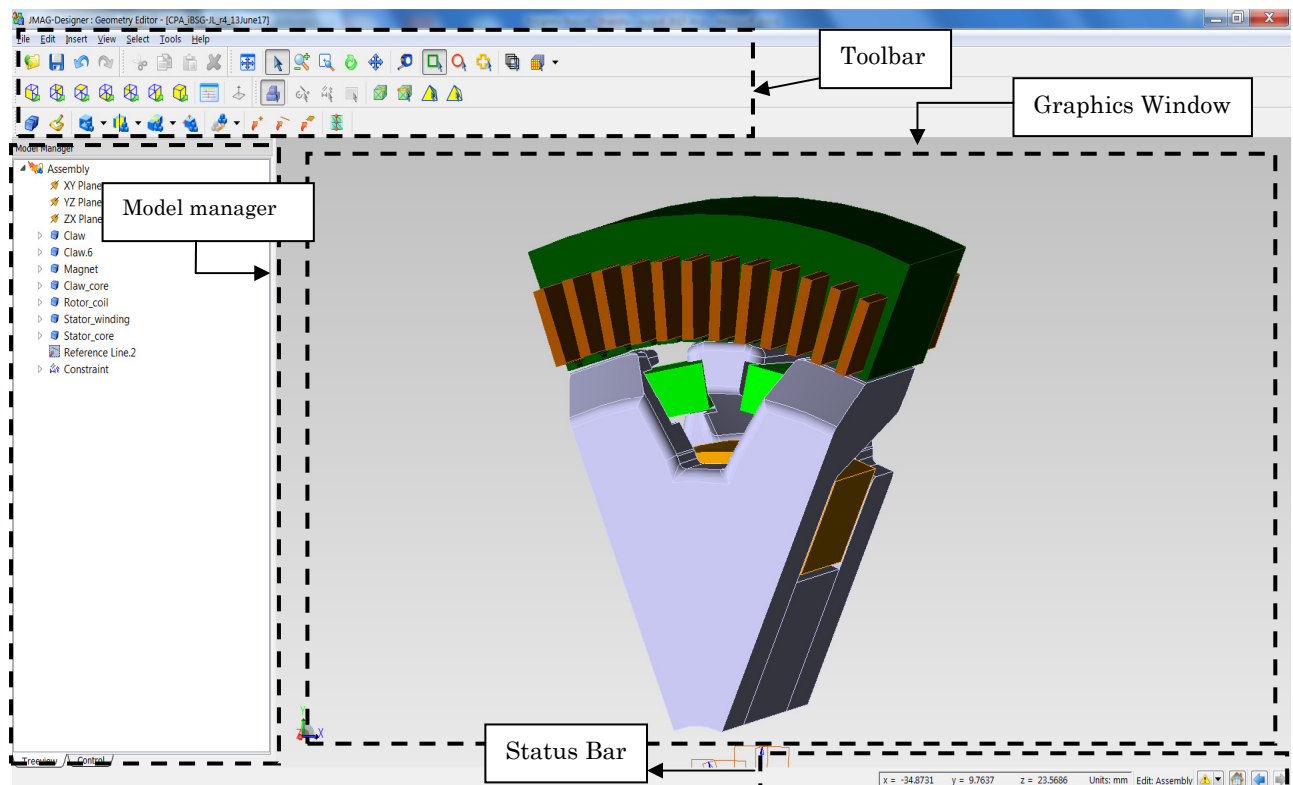 JMAG-Designer : Geometry Editor - [CPA_iBSG-JL_r4_13June17]
File Edit Insert View Select Tools Help
Toolbar
Graphics Window
Model Manager
Assembly
XY Plane
YZ Plane
ZX Plane
Model manager
Claw
Claw.6
Magnet
Claw_core
Rotor_coil
Stator_winding
Stator_core
Reference Line.2
Constraint
Y
Z X
Status Bar
Treeview Control
x = -34.8731 y = 9.7637 z = 23.5686 Units: mm Edit: Assembly